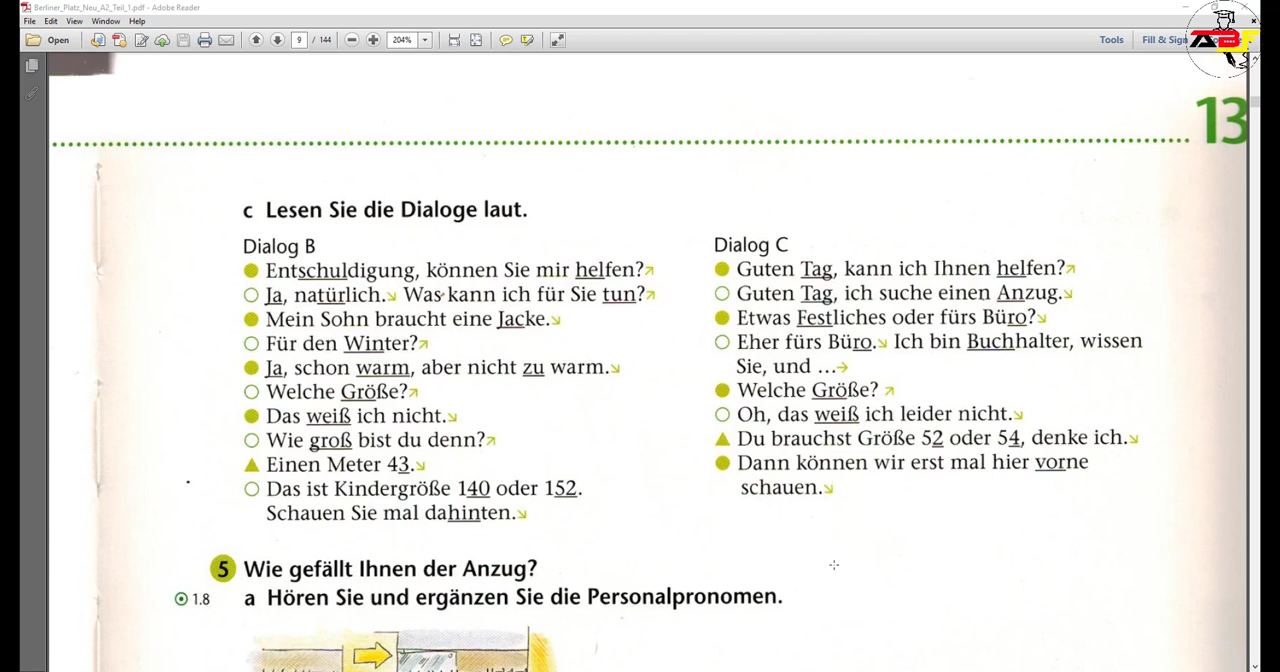 Berliner_Platz_Neu_A2_Teil_1.pdf - Adobe Reader
File Edit View Window Help
Open 9 / 144 204% Tools Fill & Sign
ABF
13
c Lesen Sie die Dialoge laut.
Dialog B
Entschuldigung, können Sie mir helfen?↗
Ja, natürlich.↘ Was kann ich für Sie tun?↗
Mein Sohn braucht eine Jacke.↘
Für den Winter?↗
Ja, schon warm, aber nicht zu warm.↘
Welche Größe?↗
Das weiß ich nicht.↘
Wie groß bist du denn?↗
Einen Meter 43.↘
Das ist Kindergröße 140 oder 152.
Schauen Sie mal dahinten.↘
Dialog C
Guten Tag, kann ich Ihnen helfen?↗
Guten Tag, ich suche einen Anzug.↘
Etwas Festliches oder fürs Büro?↘
Eher fürs Büro.↘ Ich bin Buchhalter, wissen
Sie, und ...→
Welche Größe? ↗
Oh, das weiß ich leider nicht.↘
Du brauchst Größe 52 oder 54, denke ich.↘
Dann können wir erst mal hier vorne
schauen.↘
5 Wie gefällt Ihnen der Anzug?
1.8 a Hören Sie und ergänzen Sie die Personalpronomen.